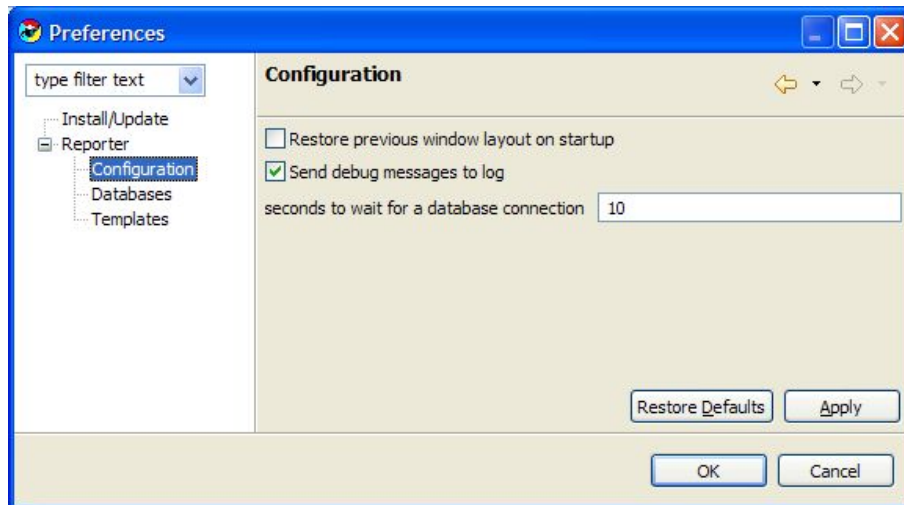 Preferences
type filter text
Install/Update
Reporter
Configuration
Databases
Templates
Configuration
Restore previous window layout on startup
Send debug messages to log
seconds to wait for a database connection 10
Restore Defaults Apply
OK Cancel